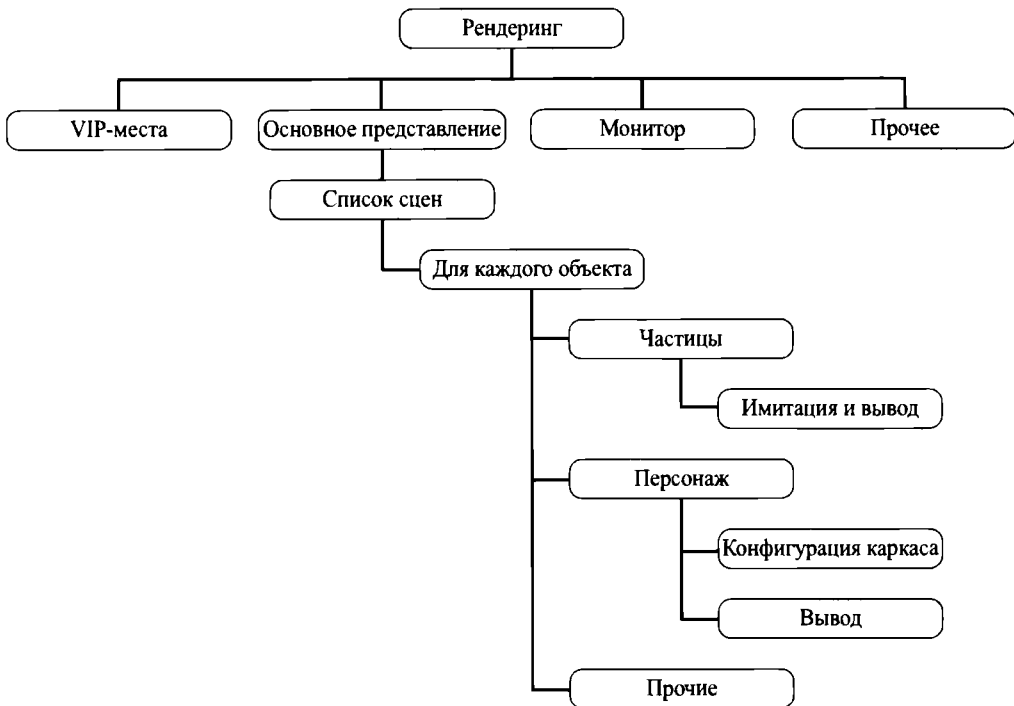 Рендеринг
VIP-места
Основное представление
Монитор
Прочее
Список сцен
Для каждого объекта
Частицы
Имитация и вывод
Персонаж
Конфигурация каркаса
Вывод
Прочие